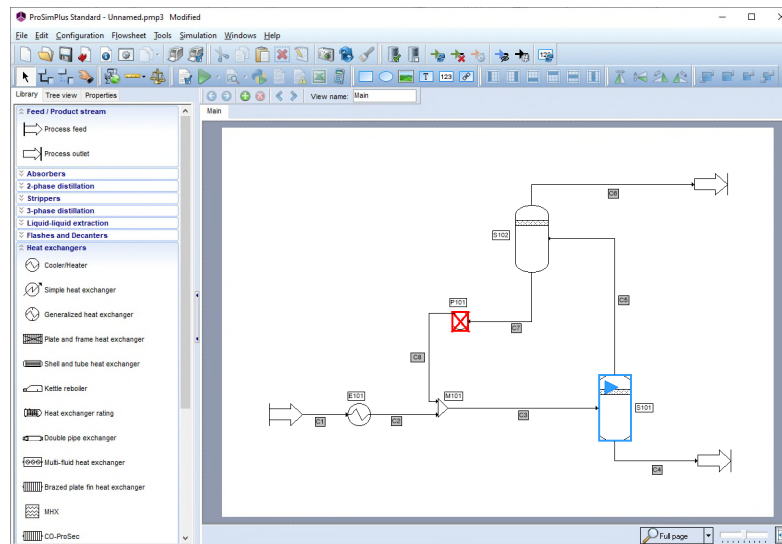 ProSimPlus Standard - Unnamed.pmp3 Modified
File Edit Configuration Flowsheet Tools Simulation Windows Help
T 123
Library Tree view Properties
View name: Main
Main
Feed / Product stream
Process feed
Process outlet
Absorbers
2-phase distillation
Strippers
3-phase distillation
Liquid-liquid extraction
Flashes and Decanters
Heat exchangers
Cooler/Heater
Simple heat exchanger
Generalized heat exchanger
Plate and frame heat exchanger
Shell and tube heat exchanger
Kettle reboiler
Heat exchanger rating
Double pipe exchanger
Multi-fluid heat exchanger
Brazed plate fin heat exchanger
MHX
CO-ProSec
C6
S102
C5
P101
C7
C8
E101
M101
C1
C2
C3
S101
C4
Full page